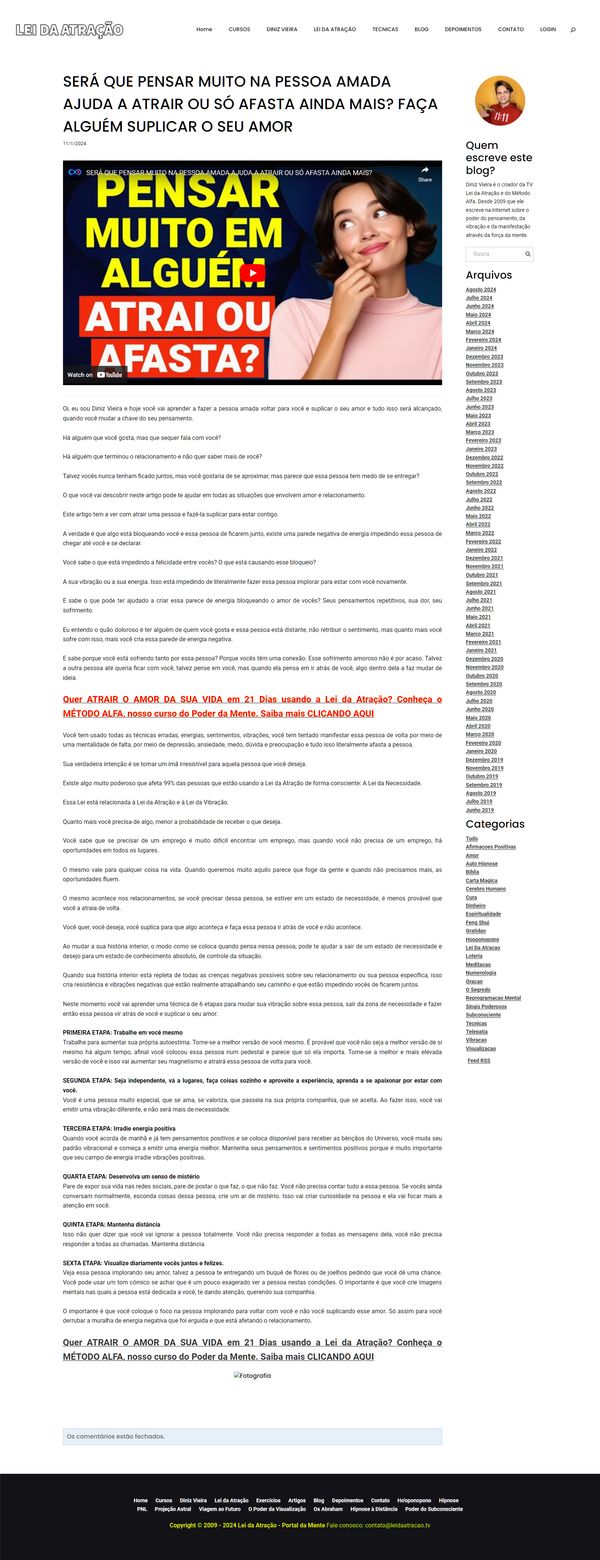 LEI DA ATRAÇÃO
Home CURSOS DINIZ VIEIRA LEI DA ATRAÇÃO TECNICAS BLOG DEPOIMENTOS CONTATO LOGIN
SERÁ QUE PENSAR MUITO NA PESSOA AMADA
AJUDA A ATRAIR OU SÓ AFASTA AINDA MAIS? FAÇA
ALGUÉM SUPLICAR O SEU AMOR
11/1/2024
SERÁ QUE PENSAR MUITO NA PESSOA AMADA AJUDA A ATRAIR OU SÓ AFASTA AINDA MAIS?
Share
PENSAR
MUITO EM
ALGUÉM
ATRAI OU
AFASTA?
Watch on YouTube
Oi, eu sou Diniz Vieira e hoje você vai aprender a fazer a pessoa amada voltar para você e suplicar o seu amor e tudo isso será alcançado,
quando você mudar a chave do seu pensamento.
Há alguém que você gosta, mas que sequer fala com você?
Há alguém que terminou o relacionamento e não quer saber mais de você?
Talvez vocês nunca tenham ficado juntos, mas você gostaria de se aproximar, mas parece que essa pessoa tem medo de se entregar?
O que você vai descobrir neste artigo pode te ajudar em todas as situações que envolvem amor e relacionamento.
Este artigo tem a ver com atrair uma pessoa e fazê-la suplicar para estar contigo.
A verdade é que algo está bloqueando você e essa pessoa de ficarem junto, existe uma parede negativa de energia impedindo essa pessoa de
chegar até você e se declarar.
Você sabe o que está impedindo a felicidade entre vocês? O que está causando esse bloqueio?
A sua vibração ou a sua energia. Isso está impedindo de literalmente fazer essa pessoa implorar para estar com você novamente.
E sabe o que pode ter ajudado a criar essa parece de energia bloqueando o amor de vocês? Seus pensamentos repetitivos, sua dor, seu
sofrimento.
Eu entendo o quão doloroso é ter alguém de quem você gosta e essa pessoa está distante, não retribuir o sentimento, mas quanto mais você
sofre com isso, mais você cria essa parede de energia negativa.
E sabe porque você está sofrendo tanto por essa pessoa? Porque vocês têm uma conexão. Esse sofrimento amoroso não é por acaso. Talvez
a outra pessoa até queria ficar com você, talvez pense em você, mas quando ela pensa em ir atrás de você, algo dentro dela a faz mudar de
ideia.
Quer ATRAIR O AMOR DA SUA VIDA em 21 Dias usando a Lei da Atração? Conheça o
MÉTODO ALFA, nosso curso do Poder da Mente. Saiba mais CLICANDO AQUI
Você tem usado todas as técnicas erradas, energias, sentimentos, vibrações, você tem tentado manifestar essa pessoa de volta por meio de
uma mentalidade de falta, por meio de depressão, ansiedade, medo, dúvida e preocupação e tudo isso literalmente afasta a pessoa.
Sua verdadeira intenção é se tornar um ímã irresistível para aquela pessoa que você deseja.
Existe algo muito poderoso que afeta 99% das pessoas que estão usando a Lei da Atração de forma consciente: A Lei da Necessidade.
Essa Lei está relacionada à Lei da Atração e à Lei da Vibração.
Quanto mais você precisa de algo, menor a probabilidade de receber o que deseja.
Você sabe que se precisar de um emprego é muito difícil encontrar um emprego, mas quando você não precisa de um emprego, há
oportunidades em todos os lugares.
O mesmo vale para qualquer coisa na vida. Quando queremos muito aquilo parece que foge da gente e quando não precisamos mais, as
oportunidades fluem.
O mesmo acontece nos relacionamentos, se você precisar dessa pessoa, se estiver em um estado de necessidade, é menos provável que
você a atraia de volta.
Você quer, você deseja, você suplica para que algo aconteça e faça essa pessoa ir atrás de você e não acontece.
Ao mudar a sua história interior, o modo como se coloca quando pensa nessa pessoa, pode te ajudar a sair de um estado de necessidade e
desejo para um estado de conhecimento absoluto, de controle da situação.
Quando sua história interior está repleta de todas as crenças negativas possíveis sobre seu relacionamento ou sua pessoa específica, isso
cria resistência e vibrações negativas que estão realmente atrapalhando seu caminho e que estão impedindo vocês de ficarem juntos.
Neste momento você vai aprender uma técnica de 6 etapas para mudar sua vibração sobre essa pessoa, sair da zona de necessidade e fazer
então essa pessoa vir atrás de você e suplicar o seu amor.
PRIMEIRA ETAPA: Trabalhe em você mesmo
Trabalhe para aumentar sua própria autoestima. Torne-se a melhor versão de você mesmo. É provável que você não seja a melhor versão de si
mesmo há algum tempo, afinal você colocou essa pessoa num pedestal e parece que só ela importa. Torne-se a melhor e mais elevada
versão de você e isso vai aumentar seu magnetismo e atrairá essa pessoa de volta para você.
SEGUNDA ETAPA: Seja independente, vá a lugares, faça coisas sozinho e aproveite a experiência, aprenda a se apaixonar por estar com
você.
Você é uma pessoa muito especial, que se ama, se valoriza, que passeia na sua própria companhia, que se aceita. Ao fazer isso, você vai
emitir uma vibração diferente, e não será mais de necessidade.
TERCEIRA ETAPA: Irradie energia positiva
Quando você acorda de manhã e já tem pensamentos positivos e se coloca disponível para receber as bênçãos do Universo, você muda seu
padrão vibracional e começa a emitir uma energia melhor. Mantenha seus pensamentos e sentimentos positivos porque é muito importante
que seu campo de energia irradie vibrações positivas.
QUARTA ETAPA: Desenvolva um senso de mistério
Pare de expor sua vida nas redes sociais, pare de postar o que faz, o que não faz. Você não precisa contar tudo a essa pessoa. Se vocês ainda
conversam normalmente, esconda coisas dessa pessoa, crie um ar de mistério. Isso vai criar curiosidade na pessoa e ela vai focar mais a
atenção em você.
QUINTA ETAPA: Mantenha distância
Isso não quer dizer que você vai ignorar a pessoa totalmente. Você não precisa responder a todas as mensagens dela, você não precisa
responder a todas as chamadas. Mantenha distância.
SEXTA ETAPA: Visualize diariamente vocês juntos e felizes.
Veja essa pessoa implorando seu amor, talvez a pessoa te entregando um buquê de flores ou de joelhos pedindo que você dê uma chance.
Você pode usar um tom cômico se achar que é um pouco exagerado ver a pessoa nestas condições. O importante é que você crie imagens
mentais nas quais a pessoa está dedicada a você, te dando atenção, querendo sua companhia.
O importante é que você coloque o foco na pessoa implorando para voltar com você e não você suplicando esse amor. Só assim para você
derrubar a muralha de energia negativa que foi erguida e que está afetando o relacionamento.
Quer ATRAIR O AMOR DA SUA VIDA em 21 Dias usando a Lei da Atração? Conheça o
MÉTODO ALFA, nosso curso do Poder da Mente. Saiba mais CLICANDO AQUI
Fotografia
Os comentários estão fechados.
11:11
Quem
escreve este
blog?
Diniz Vieira é o criador da TV
Lei da Atração e do Método
Alfa. Desde 2009 que ele
escreve na Internet sobre o
poder do pensamento, da
vibração e da manifestação
através da força da mente.
Busca
Arquivos
Agosto 2024
Julho 2024
Junho 2024
Maio 2024
Abril 2024
Março 2024
Fevereiro 2024
Janeiro 2024
Dezembro 2023
Novembro 2023
Outubro 2023
Setembro 2023
Agosto 2023
Julho 2023
Junho 2023
Maio 2023
Abril 2023
Março 2023
Fevereiro 2023
Janeiro 2023
Dezembro 2022
Novembro 2022
Outubro 2022
Setembro 2022
Agosto 2022
Julho 2022
Junho 2022
Maio 2022
Abril 2022
Março 2022
Fevereiro 2022
Janeiro 2022
Dezembro 2021
Novembro 2021
Outubro 2021
Setembro 2021
Agosto 2021
Julho 2021
Junho 2021
Maio 2021
Abril 2021
Fevereiro 2021
Março 2021
Janeiro 2021
Dezembro 2020
Novembro 2020
Outubro 2020
Setembro 2020
Agosto 2020
Julho 2020
Junho 2020
Maio 2020
Abril 2020
Março 2020
Fevereiro 2020
Janeiro 2020
Dezembro 2019
Novembro 2019
Outubro 2019
Setembro 2019
Agosto 2019
Julho 2019
Junho 2019
Categorias
Tudo
Afirmacoes Positivas
Amor
Auto Hipnose
Biblia
Carta Magica
Cerebro Humano
Cura
Dinheiro
Espiritualidade
Feng Shui
Gratidao
Hooponopono
Lei Da Atracao
Loteria
Meditacao
Numerologia
Oraçao
O Segredo
Reprogramacao Mental
Sinais Poderosos
Subconsciente
Tecnicas
Telepatia
Vibracao
Visualizacao
Feed RSS
Home Cursos Diniz Vieira Lei da Atração Exercícios Artigos Blog Depoimentos Contato Ho'oponopono Hipnose
PNL Projeção Astral Viagem ao Futuro O Poder da Visualização Os Abraham Hipnose à Distância Poder do Subconsciente
Copyright © 2009 - 2024 Lei da Atração - Portal da Mente Fale conosco: contato@leidaatracao.tv